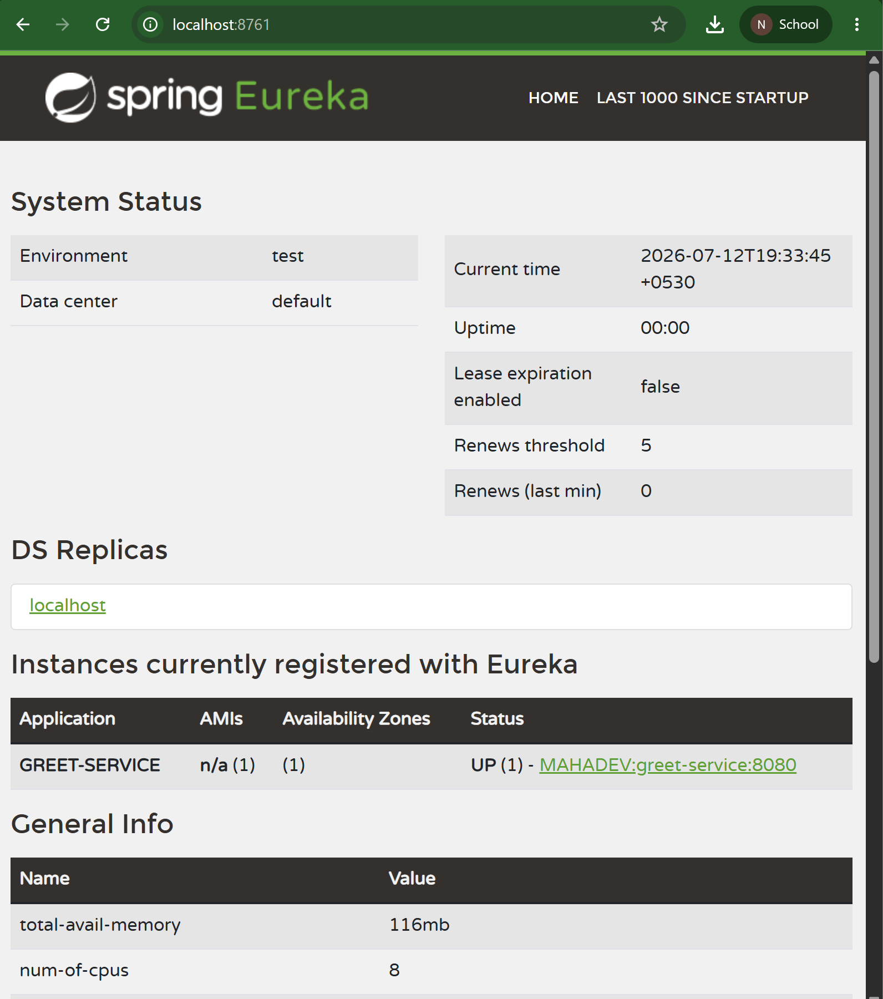 localhost:8761
N School
spring Eureka
HOME LAST 1000 SINCE STARTUP
System Status
Environment test
Data center default
Current time 2026-07-12T19:33:45
+0530
Uptime 00:00
Lease expiration
enabled false
Renews threshold 5
Renews (last min) 0
DS Replicas
localhost
Instances currently registered with Eureka
Application AMIs Availability Zones Status
GREET-SERVICE n/a (1) (1) UP (1) - MAHADEV:greet-service:8080
General Info
Name Value
total-avail-memory 116mb
num-of-cpus 8